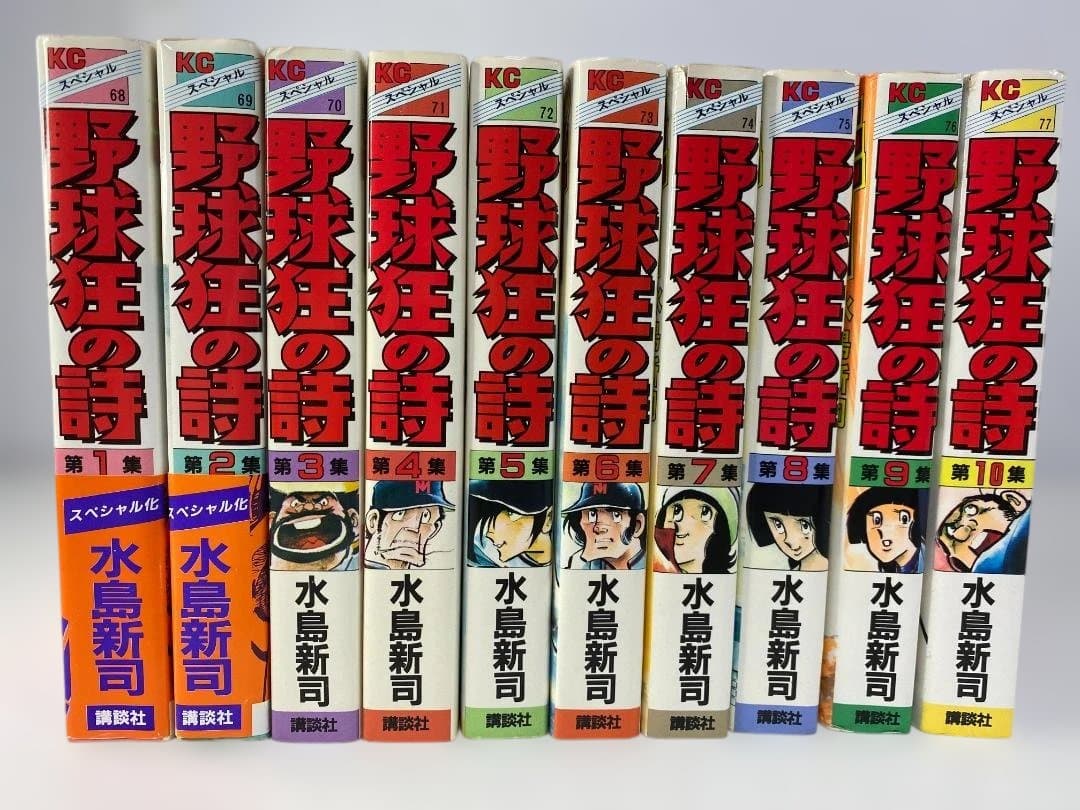 KC
スペシャル
68
野球狂の詩
第1集
スペシャル化
水島新司
講談社
KC
スペシャル
69
野球狂の詩
第2集
スペシャル化
水島新司
講談社
KC
スペシャル
70
野球狂の詩
第3集
水島新司
講談社
KC
スペシャル
71
野球狂の詩
第4集
M
水島新司
講談社
KC
スペシャル
72
野球狂の詩
第5集
水島新司
講談社
KC
スペシャル
73
野球狂の詩
第6集
M
水島新司
講談社
KC
スペシャル
74
野球狂の詩
第7集
水島新司
講談社
KC
スペシャル
75
野球狂の詩
第8集
水島新司
講談社
KC
スペシャル
76
野球狂の詩
第9集
水島新司
講談社
KC
スペシャル
77
野球狂の詩
第10集
水島新司
講談社